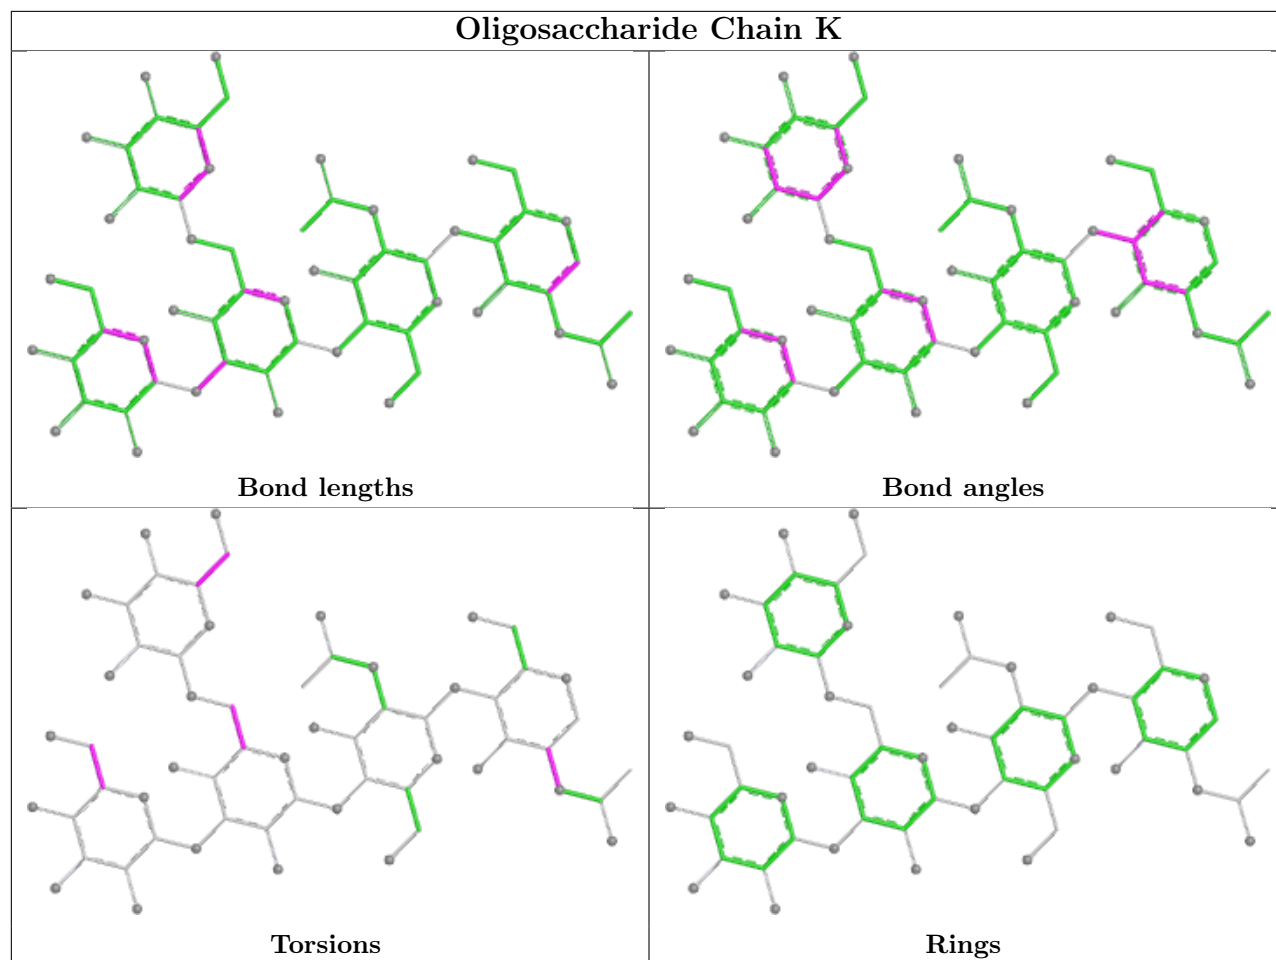 Oligosaccharide Chain K
Bond lengths
Bond angles
Torsions
Rings